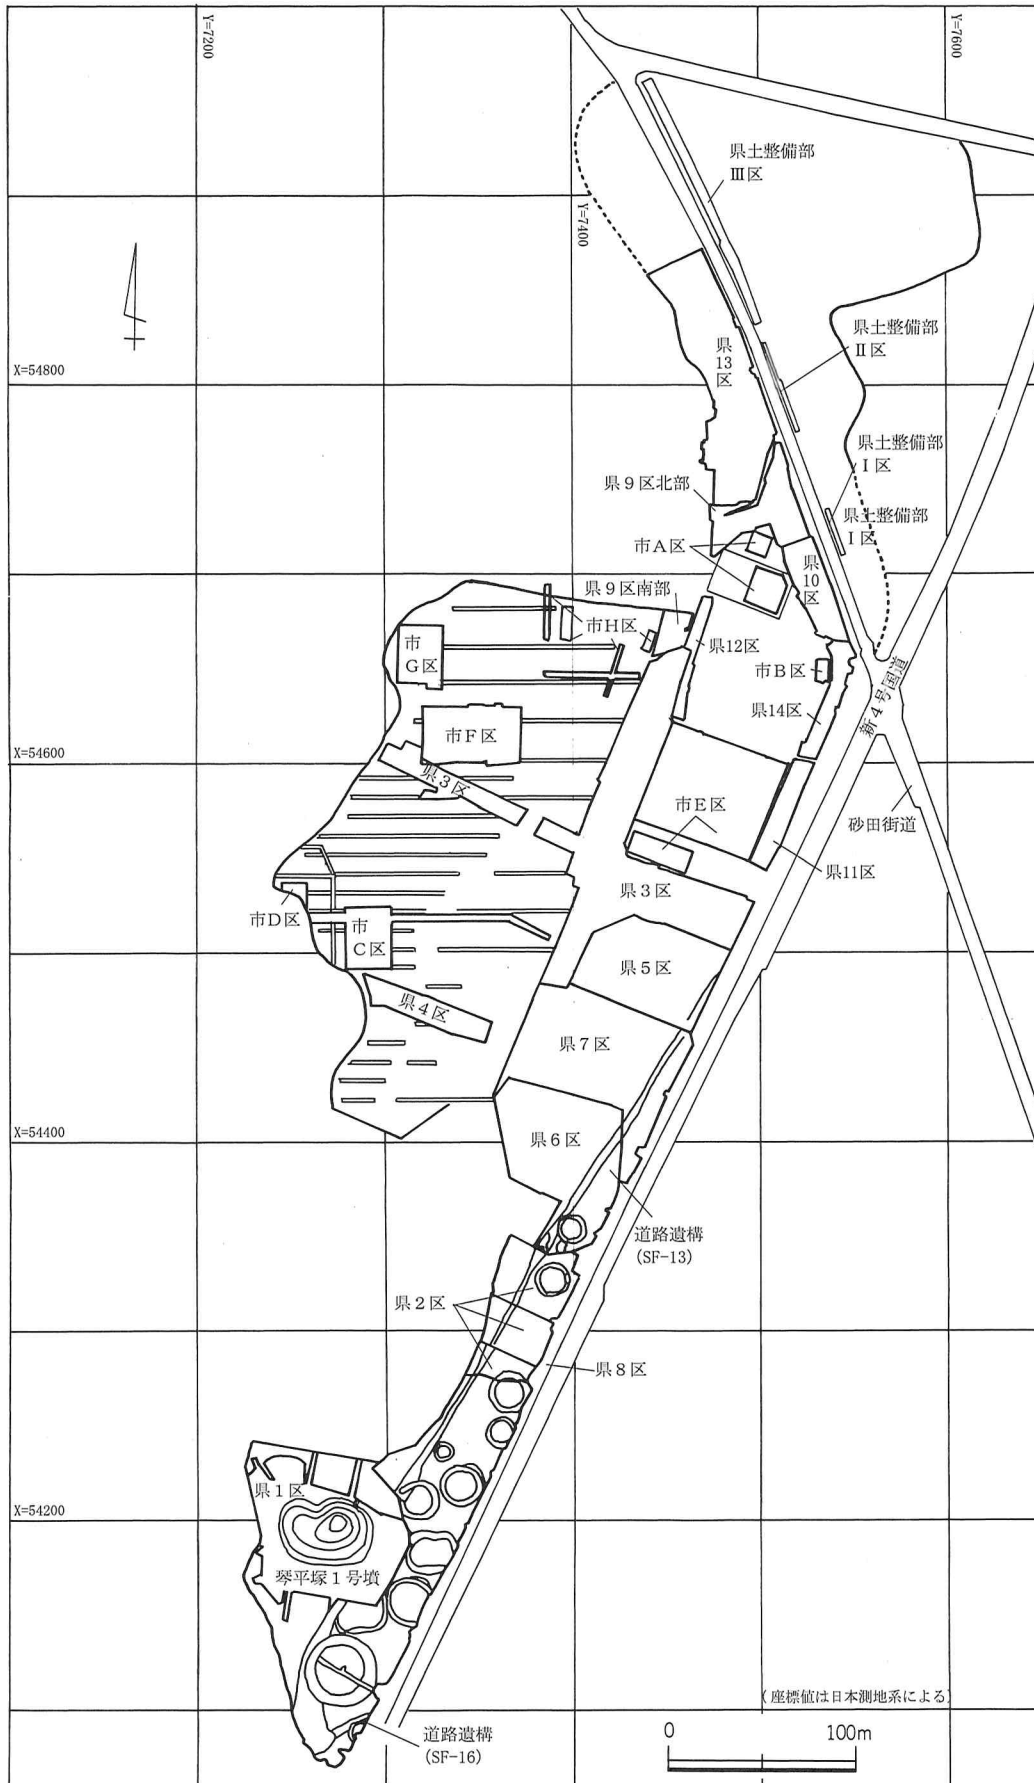 Y=7200
Y=7600
県土整備部
Ⅲ区
Y=7400
県土整備部
Ⅱ区
県
13
区
X=54800
県土整備部
Ⅰ区
県9区北部
県土整備部
Ⅰ区
市A区
県
10
区
県9区南部
市H区
県12区
市
G区
市B区
県14区
新4号国道
市F区
X=54600
県3区
市E区
砂田街道
県11区
県3区
市D区
市
C区
県5区
県4区
県7区
X=54400
県6区
道路遺構
(SF-13)
県2区
県8区
県1区
X=54200
琴平塚1号墳
(座標値は日本測地系による)
道路遺構
(SF-16)
0 100m